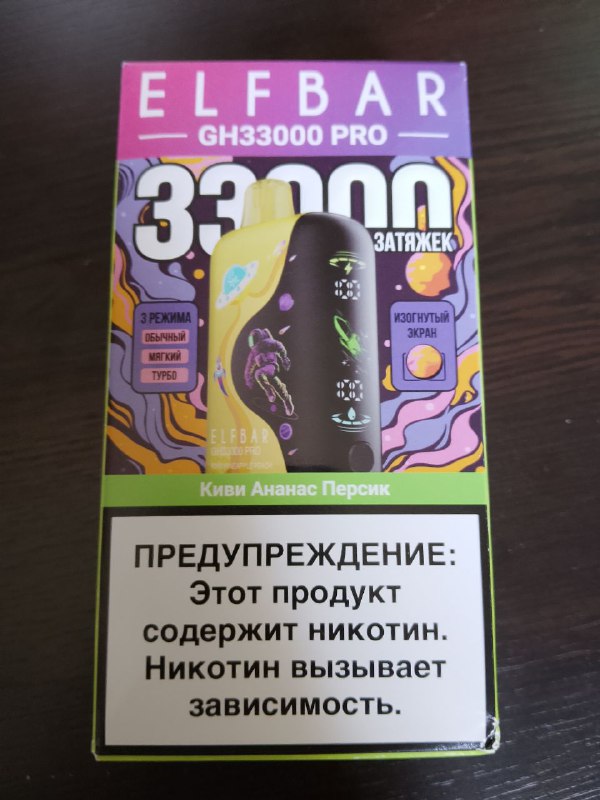 ELFBAR
GH33000 PRO
33000
ЗАТЯЖЕК
3 РЕЖИМА
ОБЫЧНЫЙ
МЯГКИЙ
ТУРБО
ИЗОГНУТЫЙ
ЭКРАН
ELFBAR
GH33000 PRO
Киви Ананас Персик
ПРЕДУПРЕЖДЕНИЕ:
Этот продукт
содержит никотин.
Никотин вызывает
зависимость.